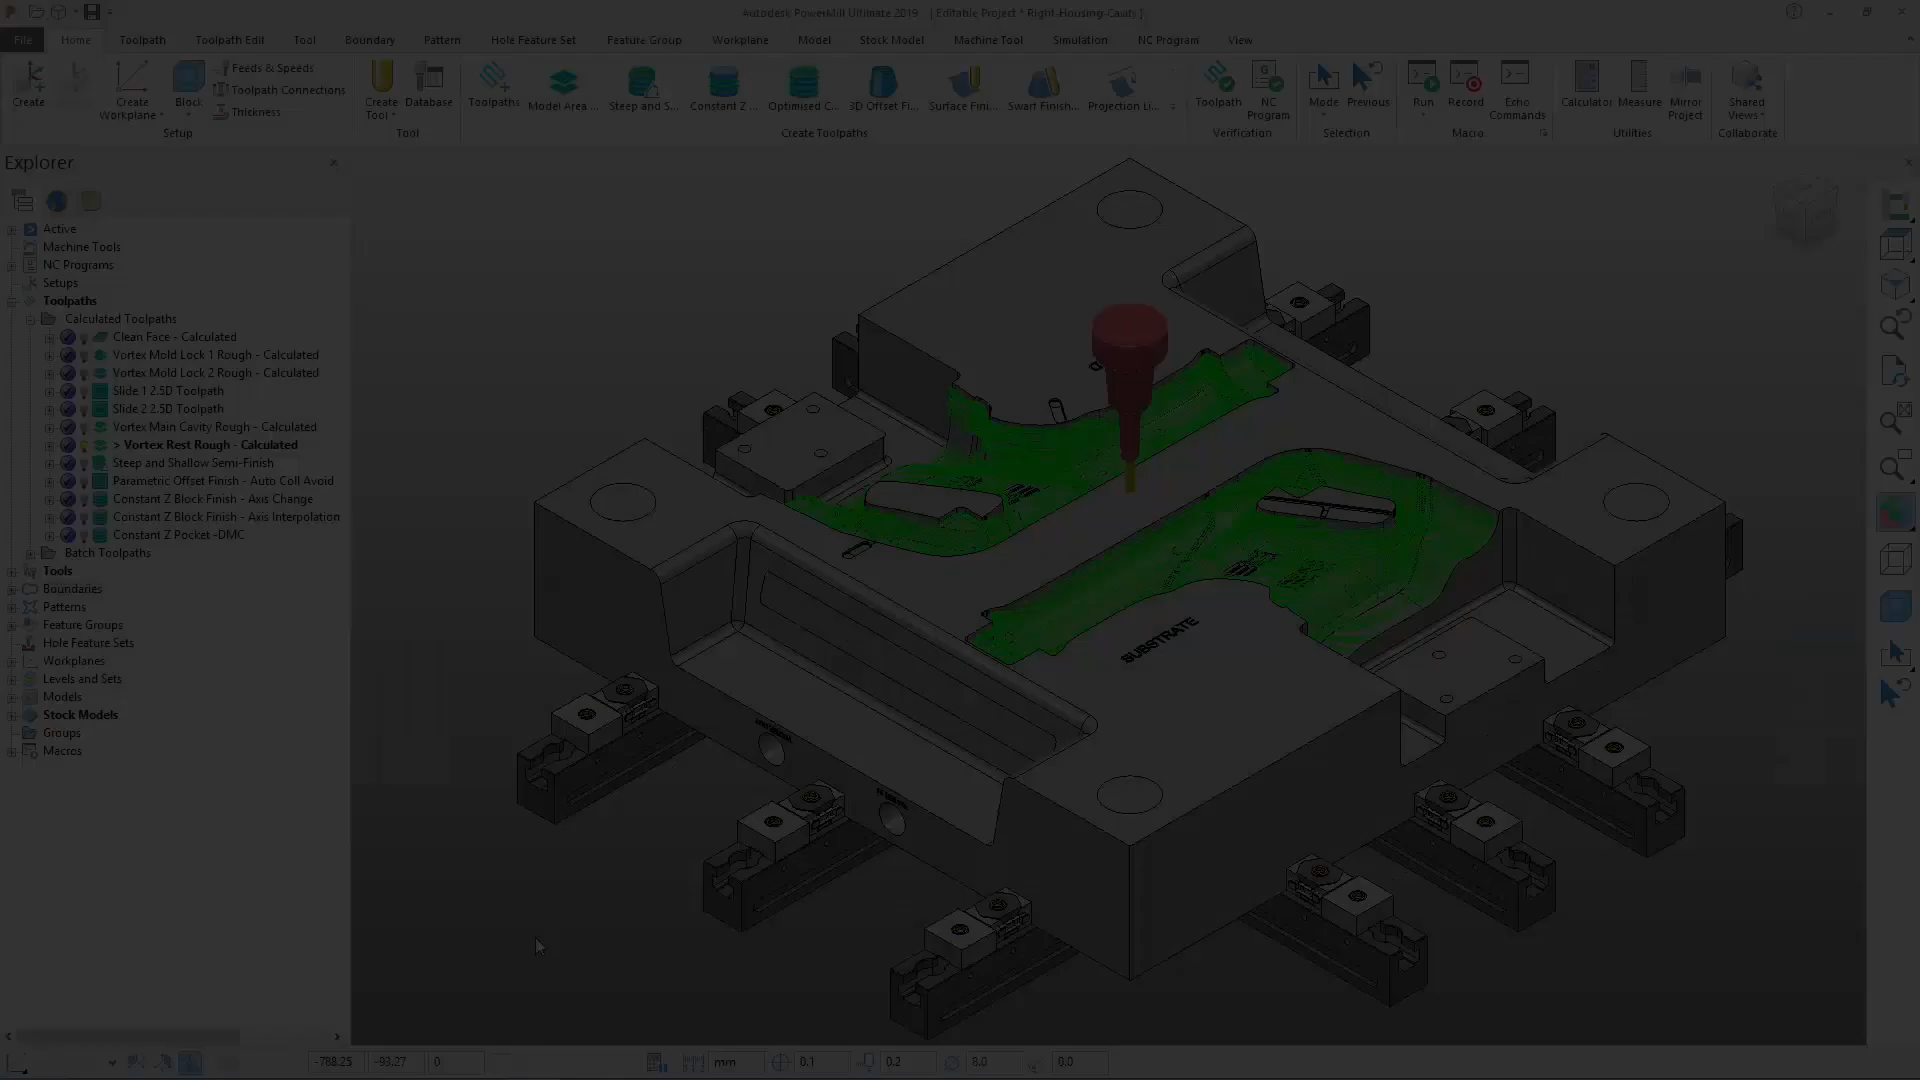 Autodesk PowerMill Ultimate 2019 [ Editable Project * Right-Housing-Cavity ]
File Home Toolpath Toolpath Edit Tool Boundary Pattern Hole Feature Set Feature Group Workplane Model Stock Model Machine Tool Simulation NC Program View
Create
Create Workplane
Block
Feeds & Speeds
Toolpath Connections
Thickness
Create Tool
Database
Toolpaths
Model Area ...
Steep and S...
Constant Z ...
Optimised C...
3D Offset Fi...
Surface Fini...
Swarf Finish...
Projection Li...
Toolpath
NC Program
Mode
Previous
Run
Record
Echo Commands
Calculator
Measure
Mirror Project
Shared Views
Setup Tool Create Toolpaths Verification Selection Macro Utilities Collaborate
Explorer
Active
Machine Tools
NC Programs
Setups
Toolpaths
Calculated Toolpaths
Clean Face - Calculated
Vortex Mold Lock 1 Rough - Calculated
Vortex Mold Lock 2 Rough - Calculated
Slide 1 2.5D Toolpath
Slide 2 2.5D Toolpath
Vortex Main Cavity Rough - Calculated
> Vortex Rest Rough - Calculated
Steep and Shallow Semi-Finish
Parametric Offset Finish - Auto Coll Avoid
Constant Z Block Finish - Axis Change
Constant Z Block Finish - Axis Interpolation
Constant Z Pocket -DMC
Batch Toolpaths
Tools
Boundaries
Patterns
Feature Groups
Hole Feature Sets
Workplanes
Levels and Sets
Models
Stock Models
Groups
Macros
SUBSTRATE
-788.25 -93.27 0 mm 0.1 0.2 8.0 0.0